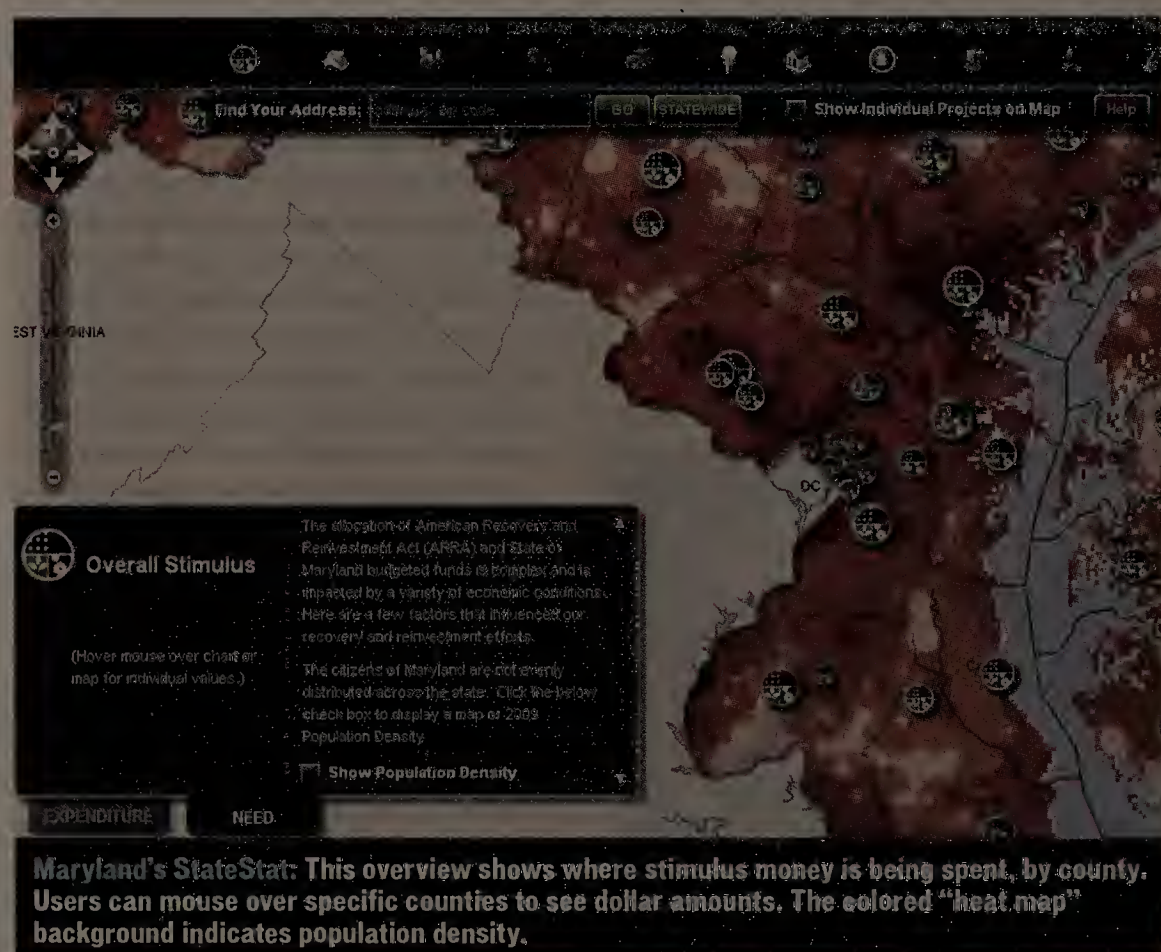 Find Your Address:
GO
STATEWIDE
Show Individual Projects on Map
Help
EST VIRGINIA
DC
Overall Stimulus
(Hover mouse over chart or
map for individual values.)
The allocation of American Recovery and
Reinvestment Act (ARRA) and State of
Maryland budgeted funds is complex and is
impacted by a variety of economic conditions.
Here are a few factors that influenced our
recovery and reinvestment efforts.
The citizens of Maryland are not evenly
distributed across the state. Click the below
check box to display a map of 2009
Population Density
Show Population Density
EXPENDITURE
NEED
Maryland's StateStat: This overview shows where stimulus money is being spent, by county.
Users can mouse over specific counties to see dollar amounts. The colored "heat map"
background indicates population density.